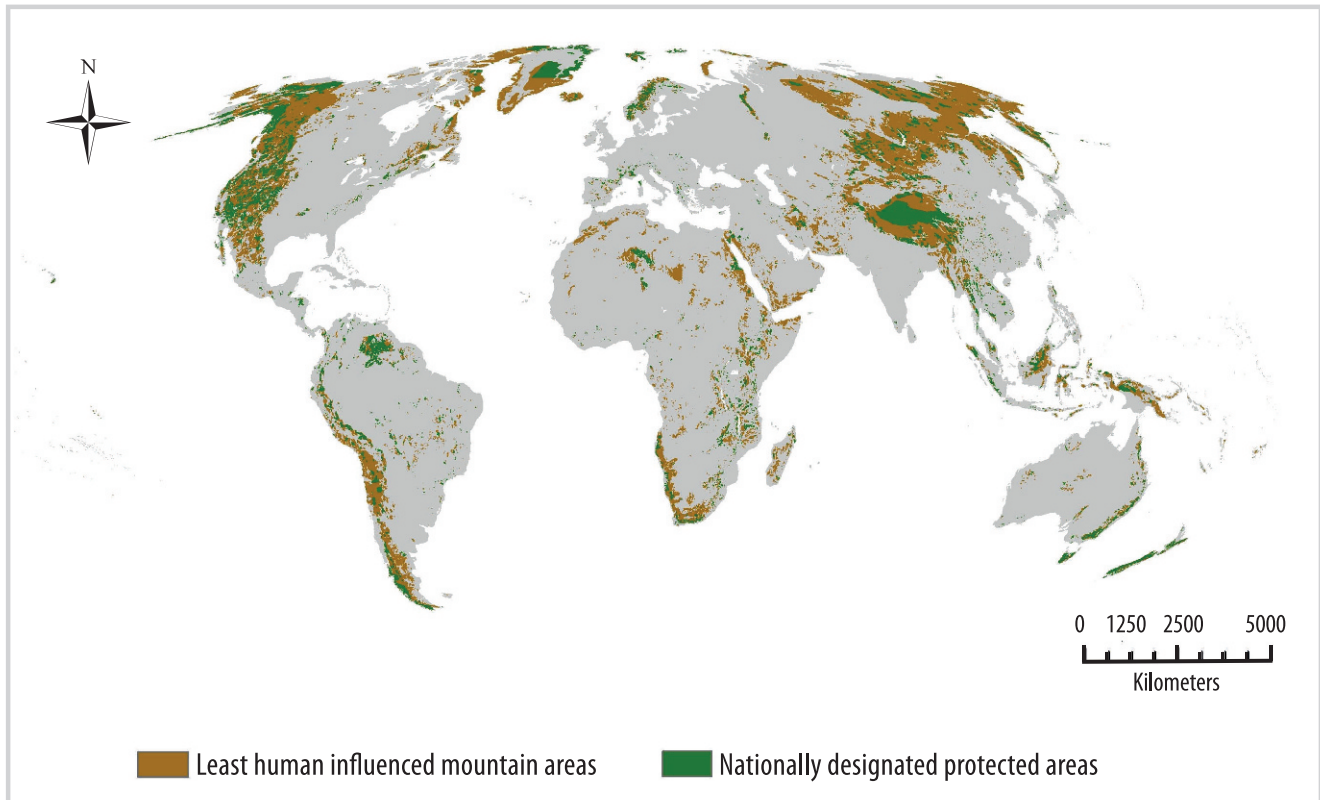 N
0 1250 2500 5000
Kilometers
Least human influenced mountain areas
Nationally designated protected areas